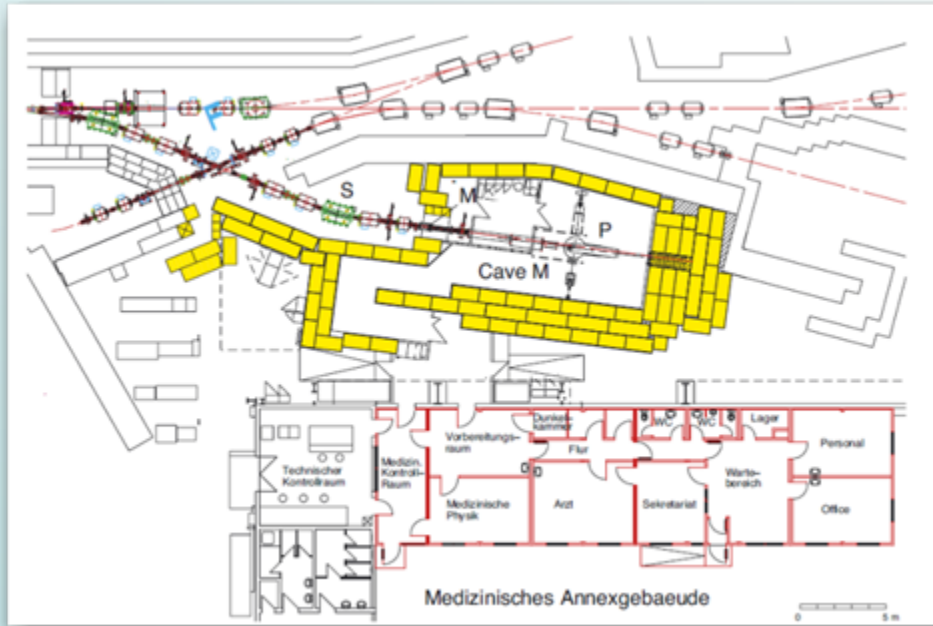 S
M
P
Cave M
Dunkel-
kammer
WC
WC
Lager
Vorbereitungs-
raum
Flur
Personal
Technischer
Kontrollraum
Medizin.
Kontroll-
Raum
Warte-
bereich
Medizinische
Physik
Arzt
Sekretariat
Office
Medizinisches Annexgebaeude
0
5 m